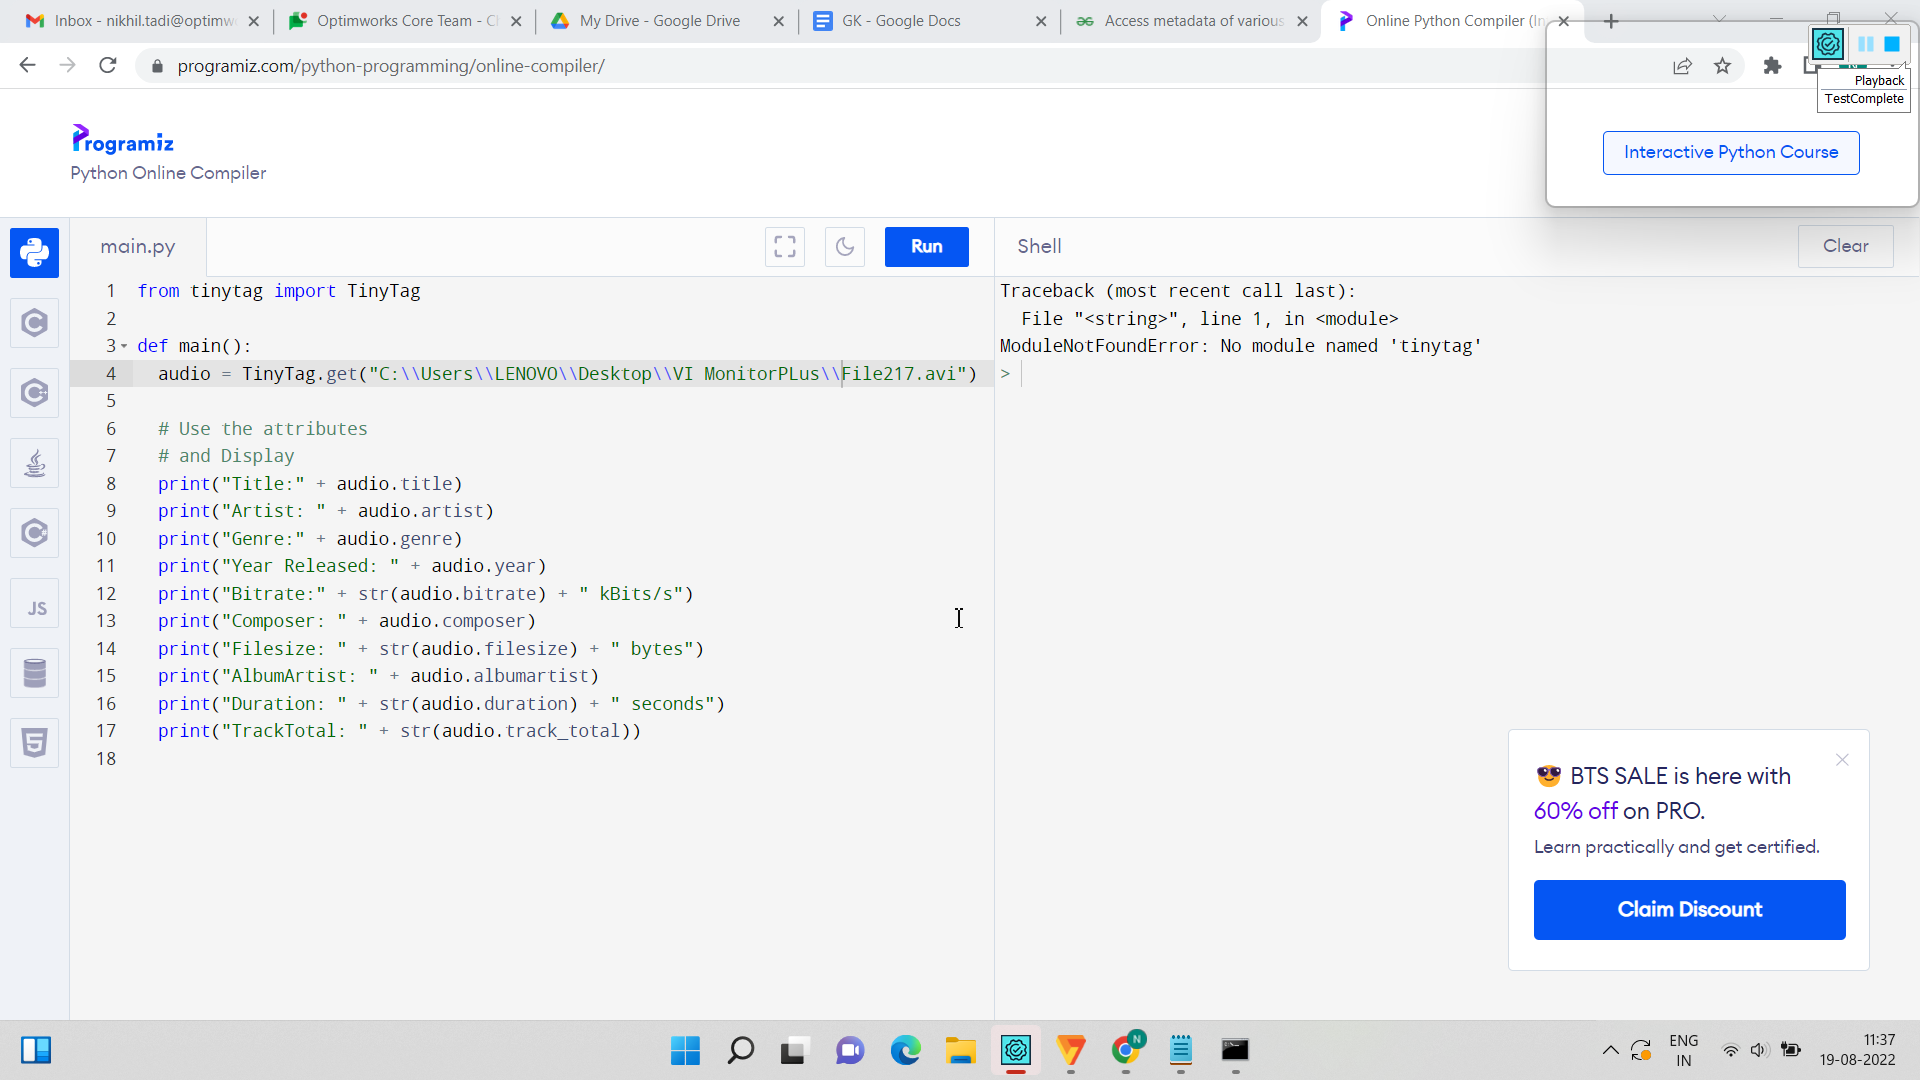 Inbox - nikhil.tadi@optimw
Optimworks Core Team - Ch
My Drive - Google Drive
GK - Google Docs
Access metadata of various
Online Python Compiler (In
programiz.com/python-programming/online-compiler/
Playback
TestComplete
Programiz
Python Online Compiler
Interactive Python Course
main.py
Run
Shell
Clear
1 from tinytag import TinyTag
2
3 def main():
4 audio = TinyTag.get("C:\\Users\\LENOVO\\Desktop\\VI MonitorPLus\\File217.avi")
5
6 # Use the attributes
7 # and Display
8 print("Title:" + audio.title)
9 print("Artist: " + audio.artist)
10 print("Genre:" + audio.genre)
11 print("Year Released: " + audio.year)
12 print("Bitrate:" + str(audio.bitrate) + " kBits/s")
13 print("Composer: " + audio.composer)
14 print("Filesize: " + str(audio.filesize) + " bytes")
15 print("AlbumArtist: " + audio.albumartist)
16 print("Duration: " + str(audio.duration) + " seconds")
17 print("TrackTotal: " + str(audio.track_total))
18
Traceback (most recent call last):
File "<string>", line 1, in <module>
ModuleNotFoundError: No module named 'tinytag'
>
JS
BTS SALE is here with
60% off on PRO.
Learn practically and get certified.
Claim Discount
N
ENG
IN
11:37
19-08-2022